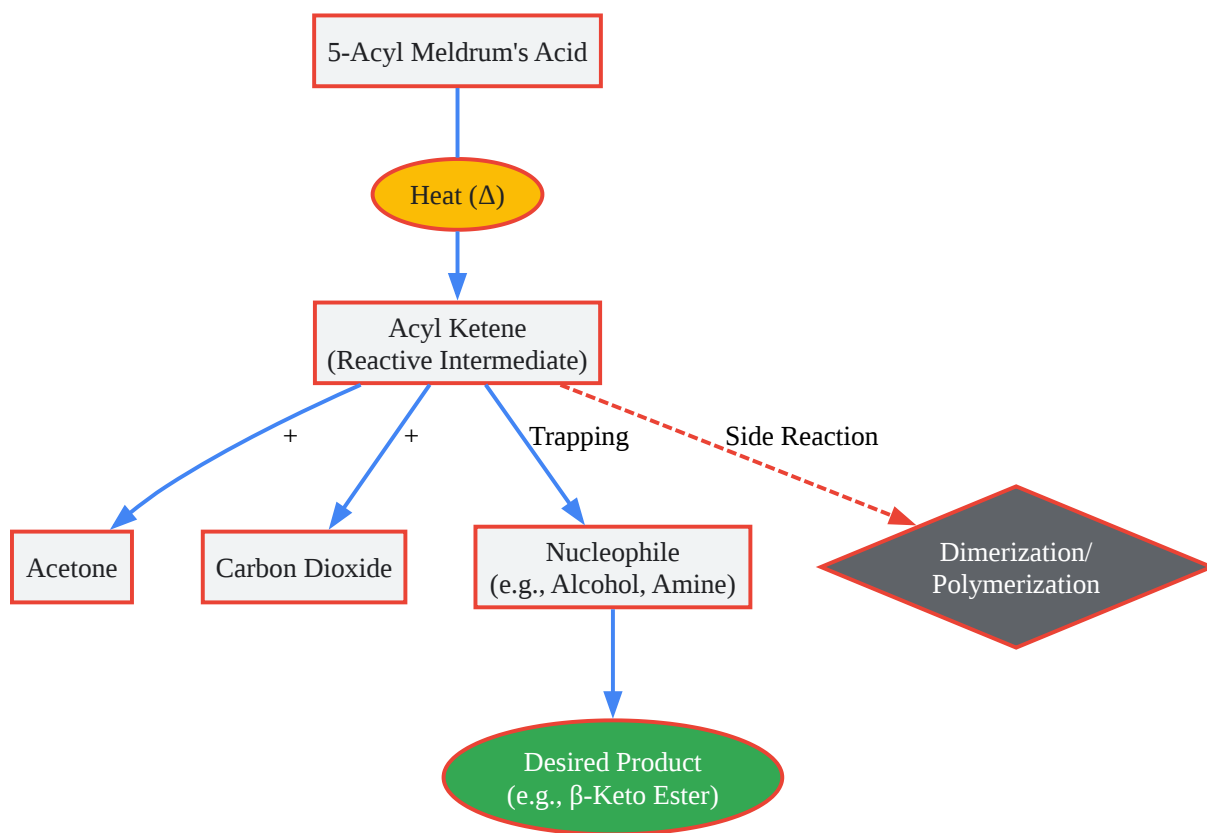 5-Acyl Meldrum's Acid
Heat (Δ)
Acyl Ketene
(Reactive Intermediate)
+
+
Trapping
Side Reaction
Acetone
Carbon Dioxide
Nucleophile
(e.g., Alcohol, Amine)
Dimerization/
Polymerization
Desired Product
(e.g., β-Keto Ester)